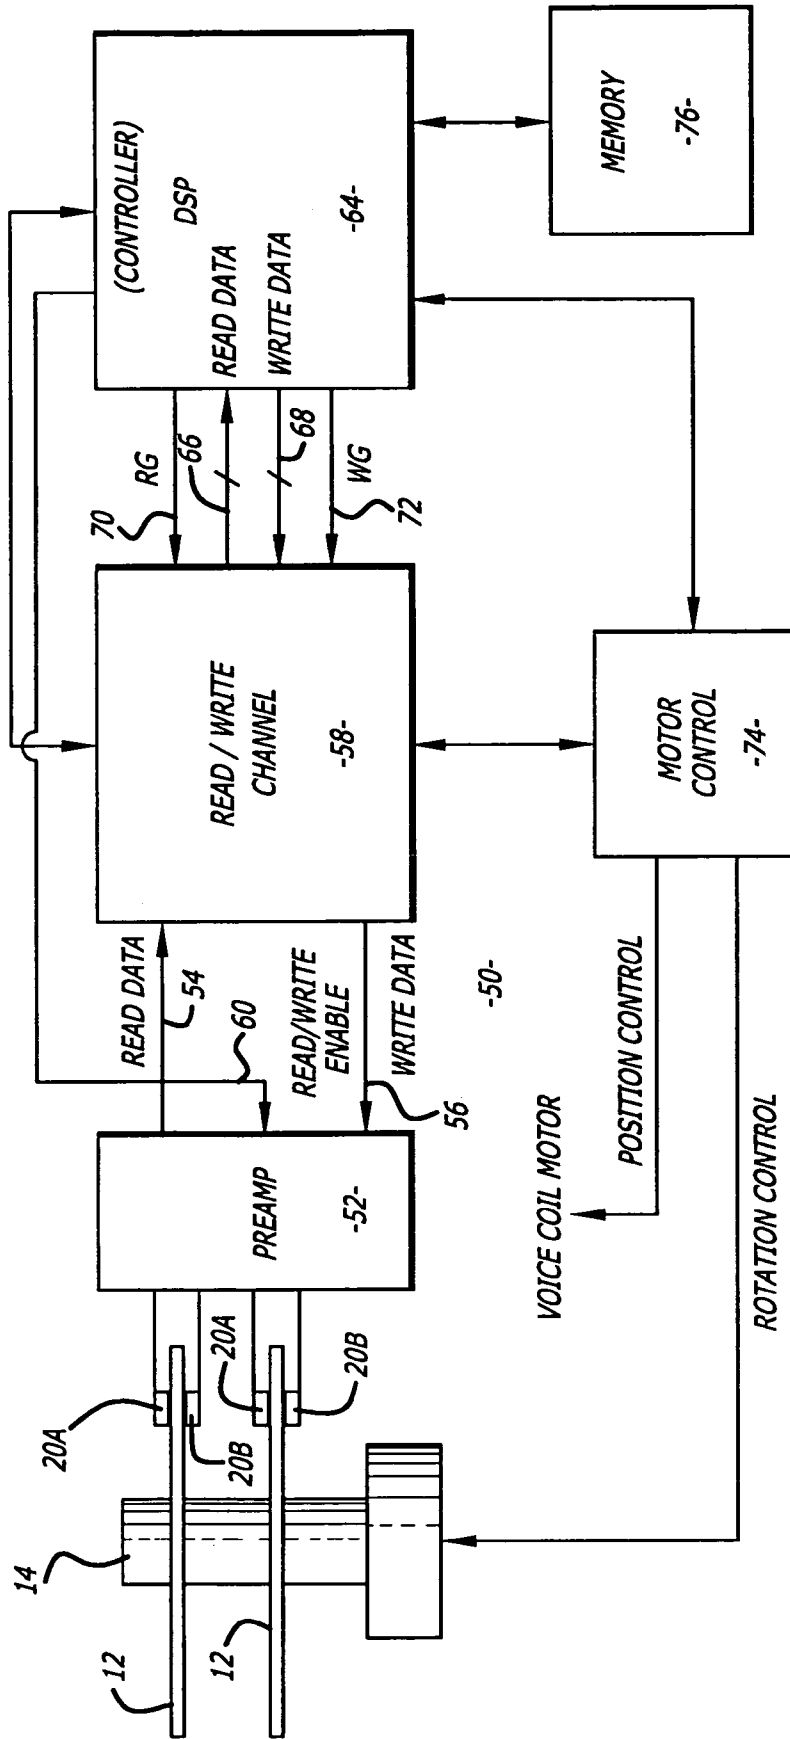 (CONTROLLER)
DSP
READ DATA
WRITE DATA
-64-
MEMORY
-76-
RG
70
66
68
WG
72
READ / WRITE
CHANNEL
-58-
MOTOR
CONTROL
-74-
READ DATA
54
60
READ/WRITE
ENABLE
WRITE DATA
56
-50-
PREAMP
-52-
VOICE COIL MOTOR
POSITION CONTROL
ROTATION CONTROL
20A
20B
20A
20B
14
12
12